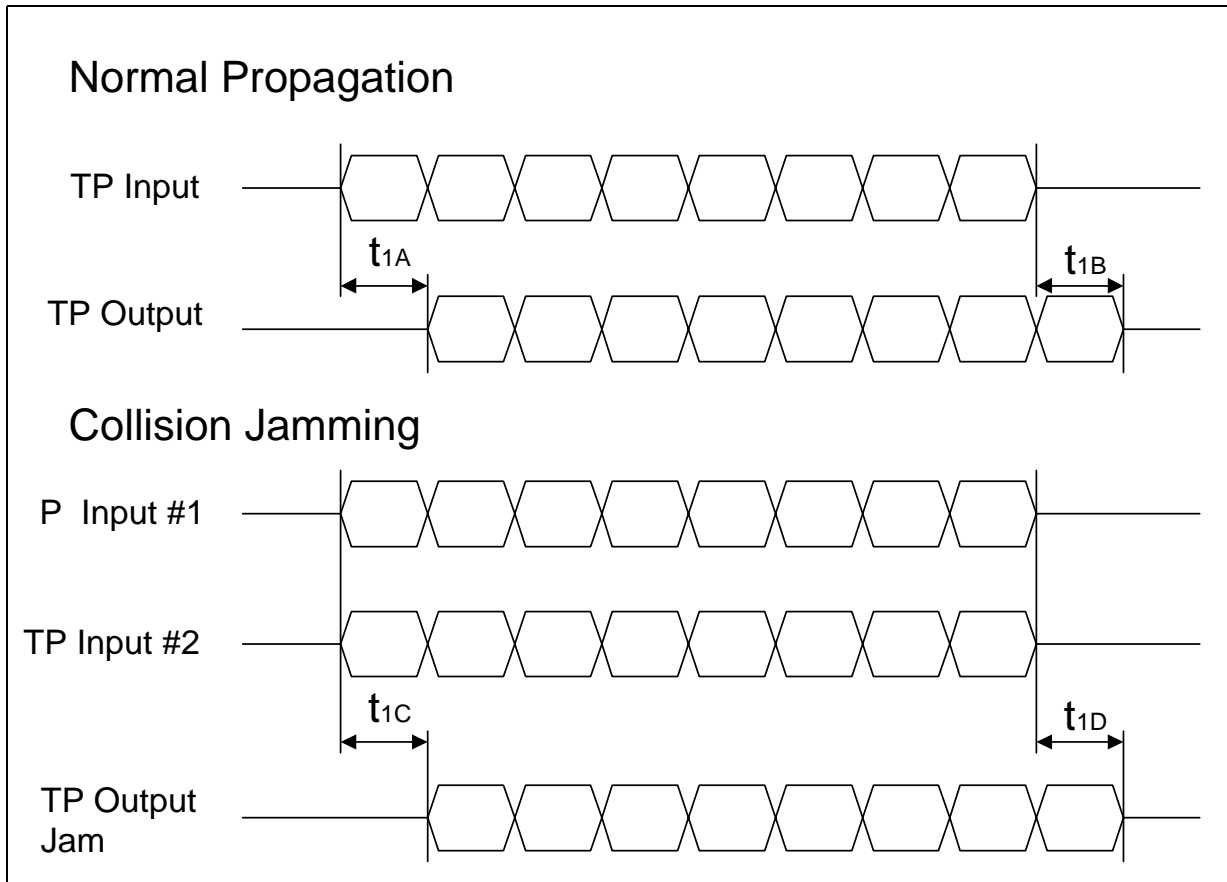 Normal Propagation
TP Input
t1A
t1B
TP Output
Collision Jamming
P Input #1
TP Input #2
t1C
t1D
TP Output
Jam